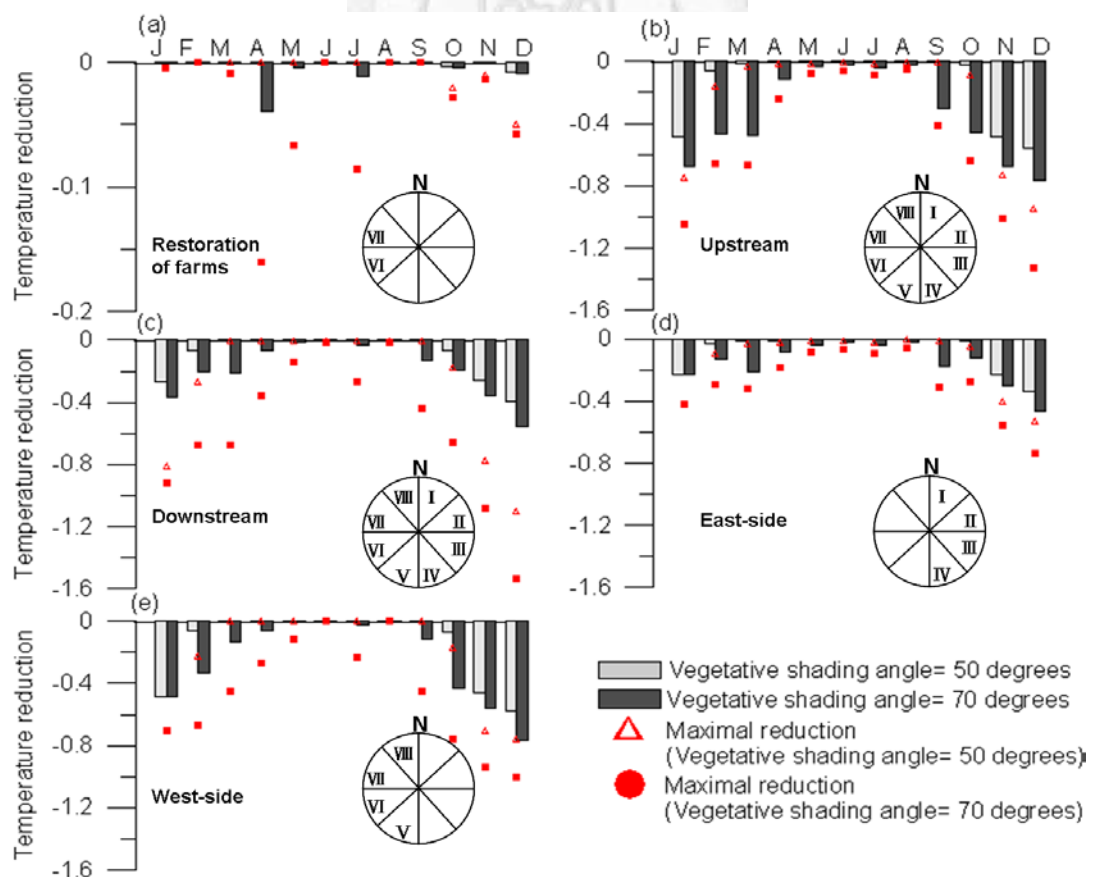 (a)
J F M A M J J A S O N D
0
-0.1
-0.2
Temperature reduction
Restoration
of farms
N
VII
VI
(b)
J F M A M J J A S O N D
0
-0.4
-0.8
-1.2
-1.6
Upstream
N
VIII I
VII II
VI III
V IV
(c)
0
-0.4
-0.8
-1.2
-1.6
Temperature reduction
Downstream
N
VIII I
VII II
VI III
V IV
(d)
0
-0.4
-0.8
-1.2
-1.6
East-side
N
I
II
III
IV
(e)
0
-0.4
-0.8
-1.2
-1.6
Temperature reduction
West-side
N
VIII
VII
VI
V
Vegetative shading angle= 50 degrees
Vegetative shading angle= 70 degrees
Maximal reduction
(Vegetative shading angle= 50 degrees)
Maximal reduction
(Vegetative shading angle= 70 degrees)